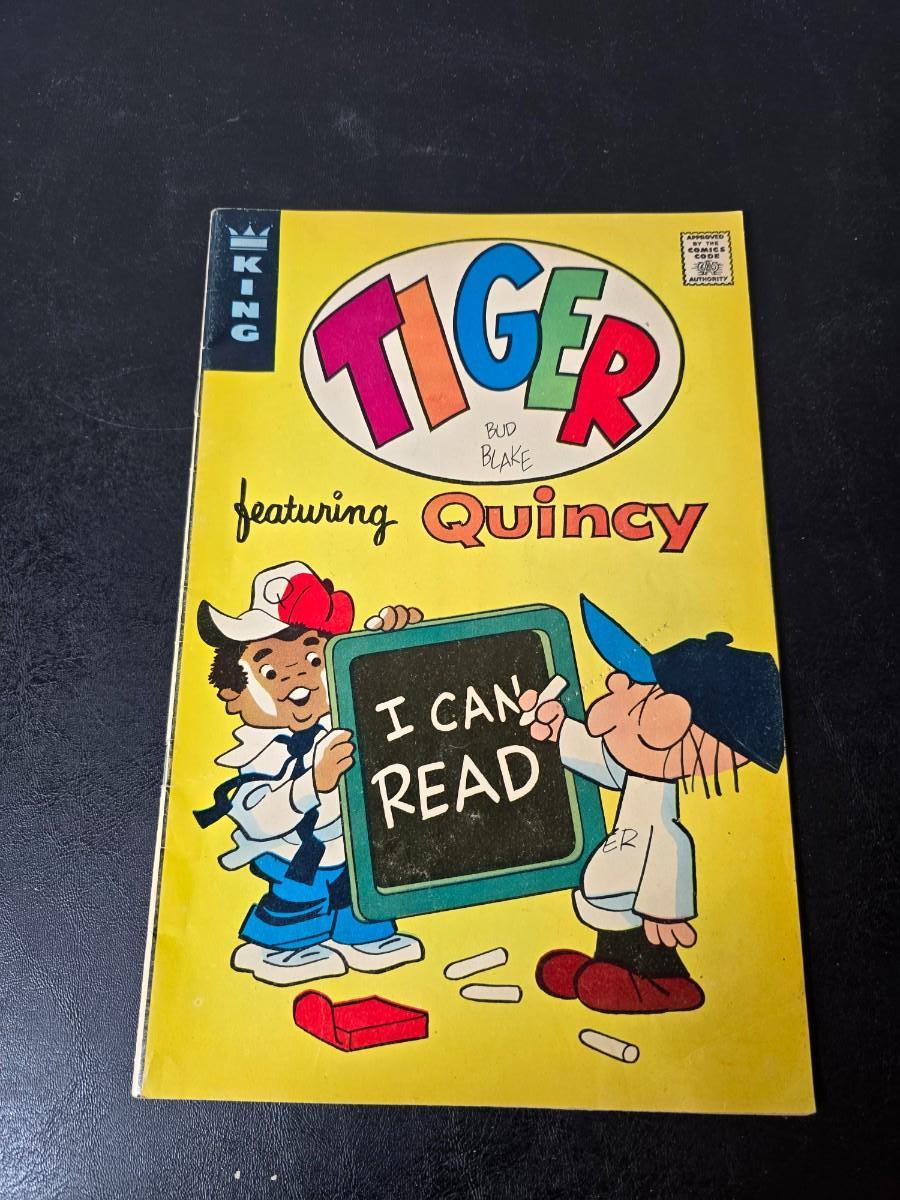 KING
APPROVED
BY THE
COMICS
CODE
AUTHORITY
TIGER
BUD
BLAKE
featuring Quincy
Q
I CAN
READ
ER